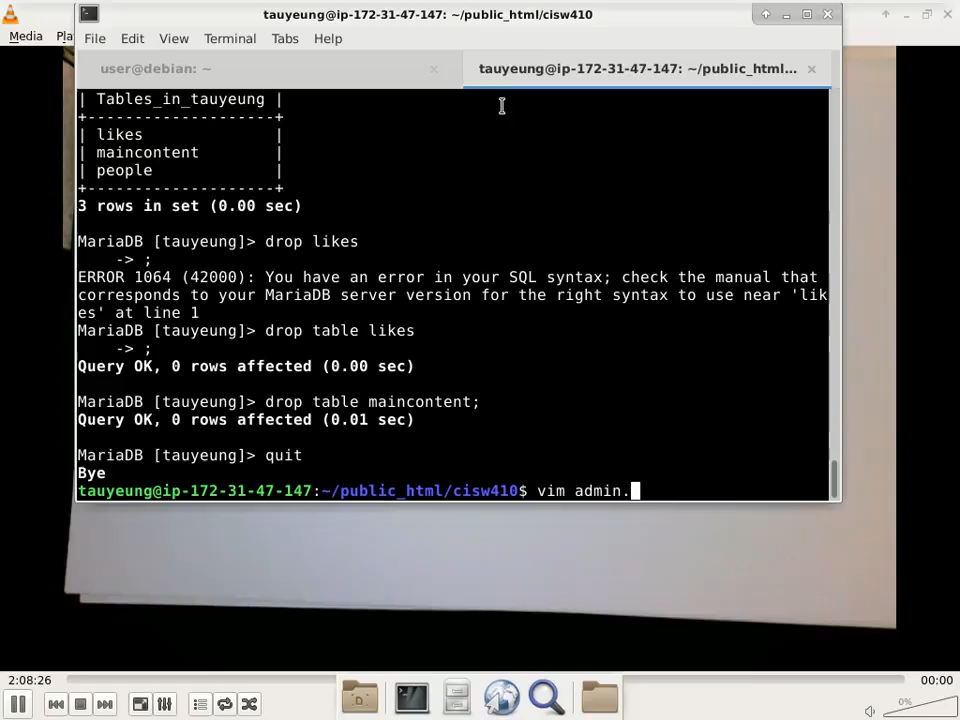 tauyeung@ip-172-31-47-147: ~/public_html/cisw410
Media
File Edit View Terminal Tabs Help
user@debian: ~
tauyeung@ip-172-31-47-147: ~/public_html...
| Tables_in_tauyeung |
+--------------------+
| likes |
| maincontent |
| people |
+--------------------+
3 rows in set (0.00 sec)
MariaDB [tauyeung]> drop likes
-> ;
ERROR 1064 (42000): You have an error in your SQL syntax; check the manual that
corresponds to your MariaDB server version for the right syntax to use near 'lik
es' at line 1
MariaDB [tauyeung]> drop table likes
-> ;
Query OK, 0 rows affected (0.00 sec)
MariaDB [tauyeung]> drop table maincontent;
Query OK, 0 rows affected (0.01 sec)
MariaDB [tauyeung]> quit
Bye
tauyeung@ip-172-31-47-147:~/public_html/cisw410$ vim admin.
2:08:26
00:00
0%